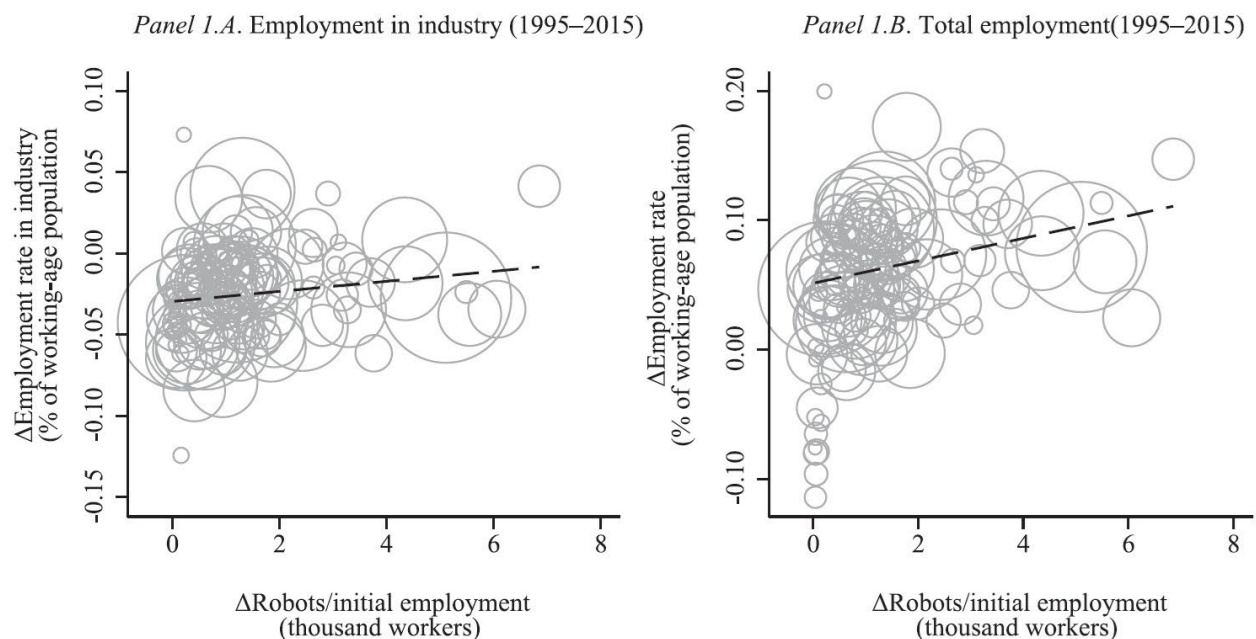 Panel 1.A. Employment in industry (1995–2015)
ΔEmployment rate in industry
(% of working-age population
0.10
0.05
0.00
-0.05
-0.10
-0.15
0 2 4 6 8
ΔRobots/initial employment
(thousand workers)
Panel 1.B. Total employment(1995–2015)
ΔEmployment rate
(% of working-age population)
0.20
0.10
0.00
-0.10
0 2 4 6 8
ΔRobots/initial employment
(thousand workers)